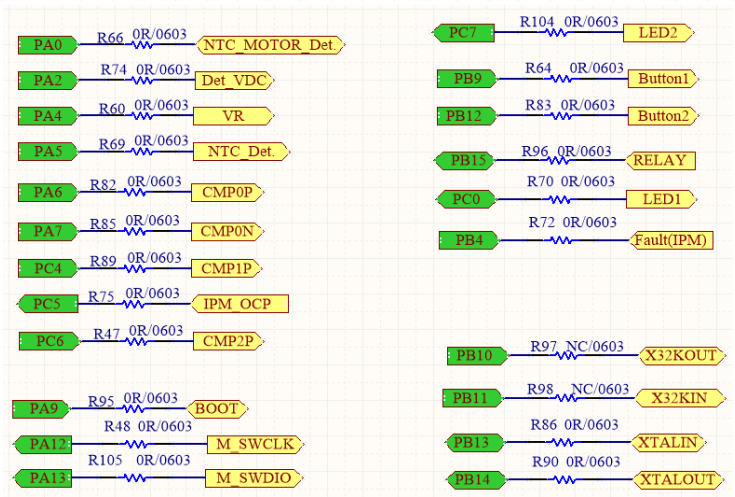 PA0 R66 0R/0603 NTC_MOTOR_Det.
PA2 R74 0R/0603 Det_VDC
PA4 R60 0R/0603 VR
PA5 R69 0R/0603 NTC_Det.
PA6 R82 0R/0603 CMP0P
PA7 R85 0R/0603 CMP0N
PC4 R89 0R/0603 CMP1P
PC5 R75 0R/0603 IPM_OCP
PC6 R47 0R/0603 CMP2P
PA9 R95 0R/0603 BOOT
PA12 R48 0R/0603 M_SWCLK
PA13 R105 0R/0603 M_SWDIO
PC7 R104 0R/0603 LED2
PB9 R64 0R/0603 Button1
PB12 R83 0R/0603 Button2
PB15 R96 0R/0603 RELAY
PC0 R70 0R/0603 LED1
PB4 R72 0R/0603 Fault(IPM)
PB10 R97 NC/0603 X32KOUT
PB11 R98 NC/0603 X32KIN
PB13 R86 0R/0603 XTALIN
PB14 R90 0R/0603 XTALOUT